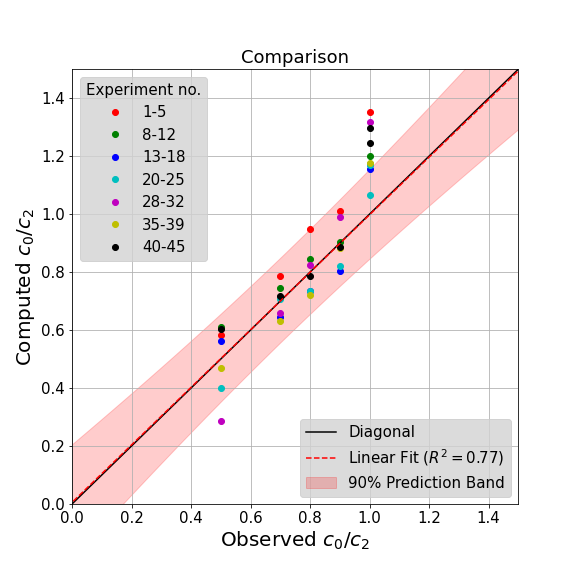 Comparison
Experiment no.
1-5
8-12
13-18
20-25
28-32
35-39
40-45
Computed c₀/c₂
1.4
1.2
1.0
0.8
0.6
0.4
0.2
0.0
Diagonal
Linear Fit (R² = 0.77)
90% Prediction Band
0.0 0.2 0.4 0.6 0.8 1.0 1.2 1.4
Observed c₀/c₂